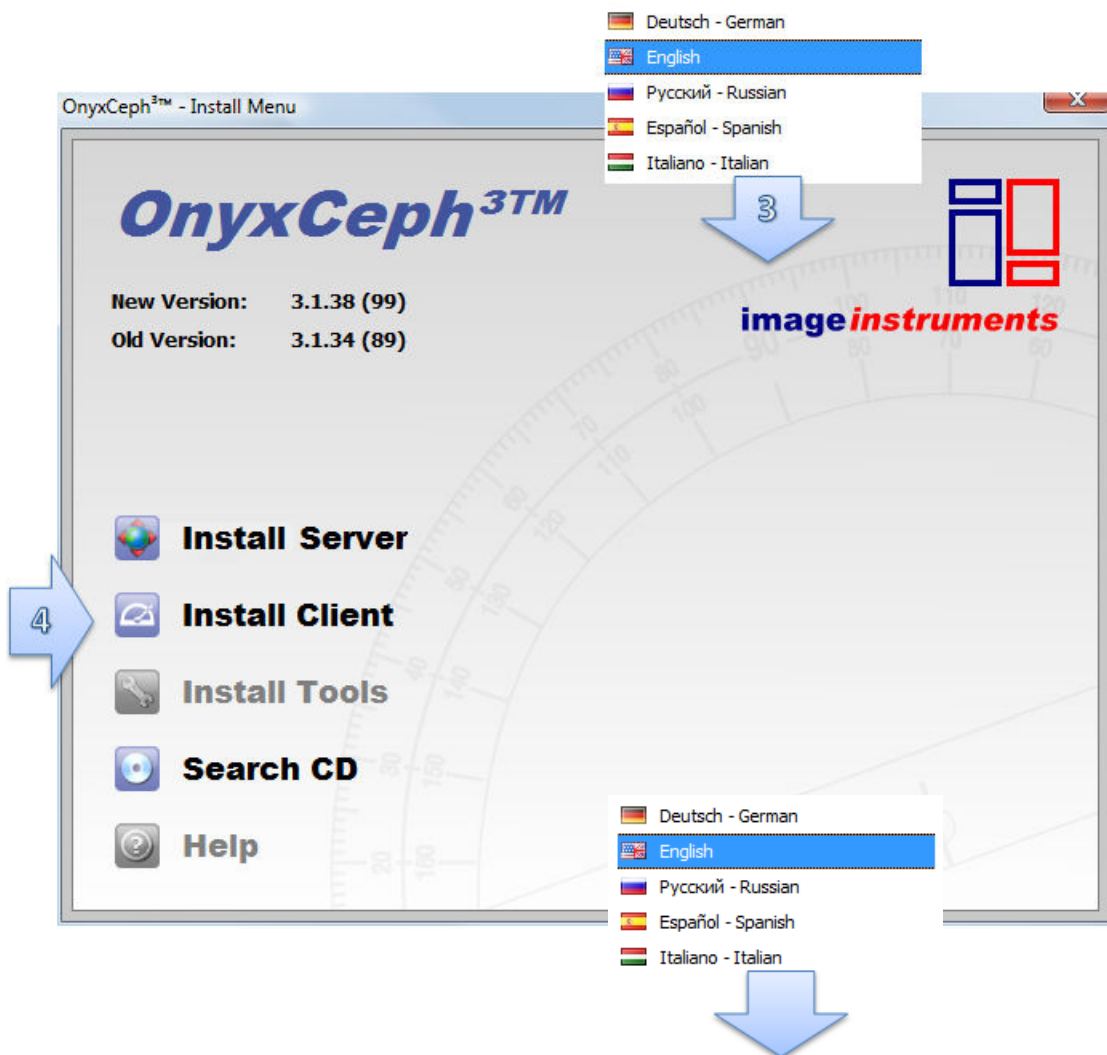 Deutsch - German
English
Русский - Russian
Español - Spanish
Italiano - Italian
OnyxCeph³™ - Install Menu
X
3
OnyxCeph³TM
New Version: 3.1.38 (99)
Old Version: 3.1.34 (89)
imageinstruments
Install Server
4
Install Client
Install Tools
Search CD
Help
Deutsch - German
English
Русский - Russian
Español - Spanish
Italiano - Italian